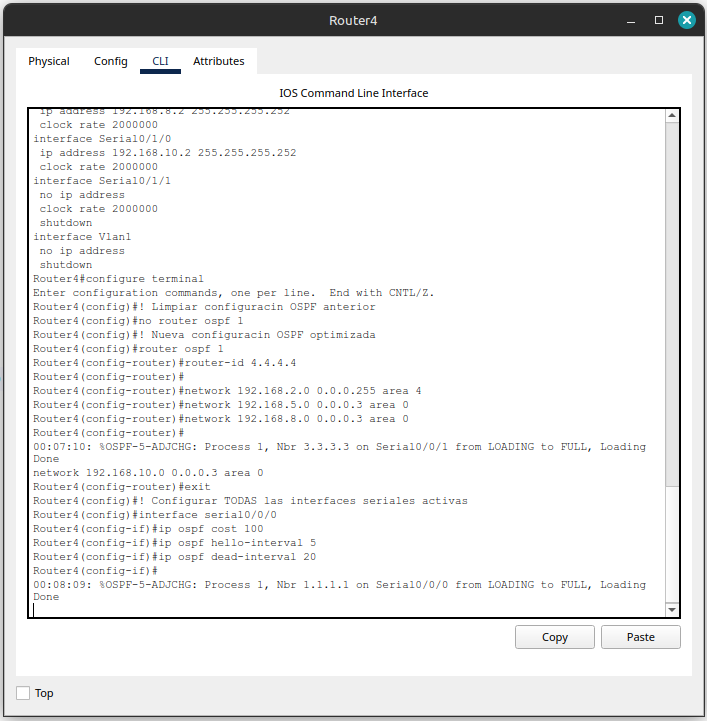 Router4
Physical Config CLI Attributes
IOS Command Line Interface
ip address 192.168.8.2 255.255.255.252
clock rate 2000000
interface Serial0/1/0
ip address 192.168.10.2 255.255.255.252
clock rate 2000000
interface Serial0/1/1
no ip address
clock rate 2000000
shutdown
interface Vlan1
no ip address
shutdown
Router4#configure terminal
Enter configuration commands, one per line.  End with CNTL/Z.
Router4(config)#! Limpiar configuracin OSPF anterior
Router4(config)#no router ospf 1
Router4(config)#! Nueva configuracin OSPF optimizada
Router4(config)#router ospf 1
Router4(config-router)#router-id 4.4.4.4
Router4(config-router)#
Router4(config-router)#network 192.168.2.0 0.0.0.255 area 4
Router4(config-router)#network 192.168.5.0 0.0.0.3 area 0
Router4(config-router)#network 192.168.8.0 0.0.0.3 area 0
Router4(config-router)#
00:07:10: %OSPF-5-ADJCHG: Process 1, Nbr 3.3.3.3 on Serial0/0/1 from LOADING to FULL, Loading
Done
network 192.168.10.0 0.0.0.3 area 0
Router4(config-router)#exit
Router4(config)#! Configurar TODAS las interfaces seriales activas
Router4(config)#interface serial0/0/0
Router4(config-if)#ip ospf cost 100
Router4(config-if)#ip ospf hello-interval 5
Router4(config-if)#ip ospf dead-interval 20
Router4(config-if)#
00:08:09: %OSPF-5-ADJCHG: Process 1, Nbr 1.1.1.1 on Serial0/0/0 from LOADING to FULL, Loading
Done
Copy Paste
Top